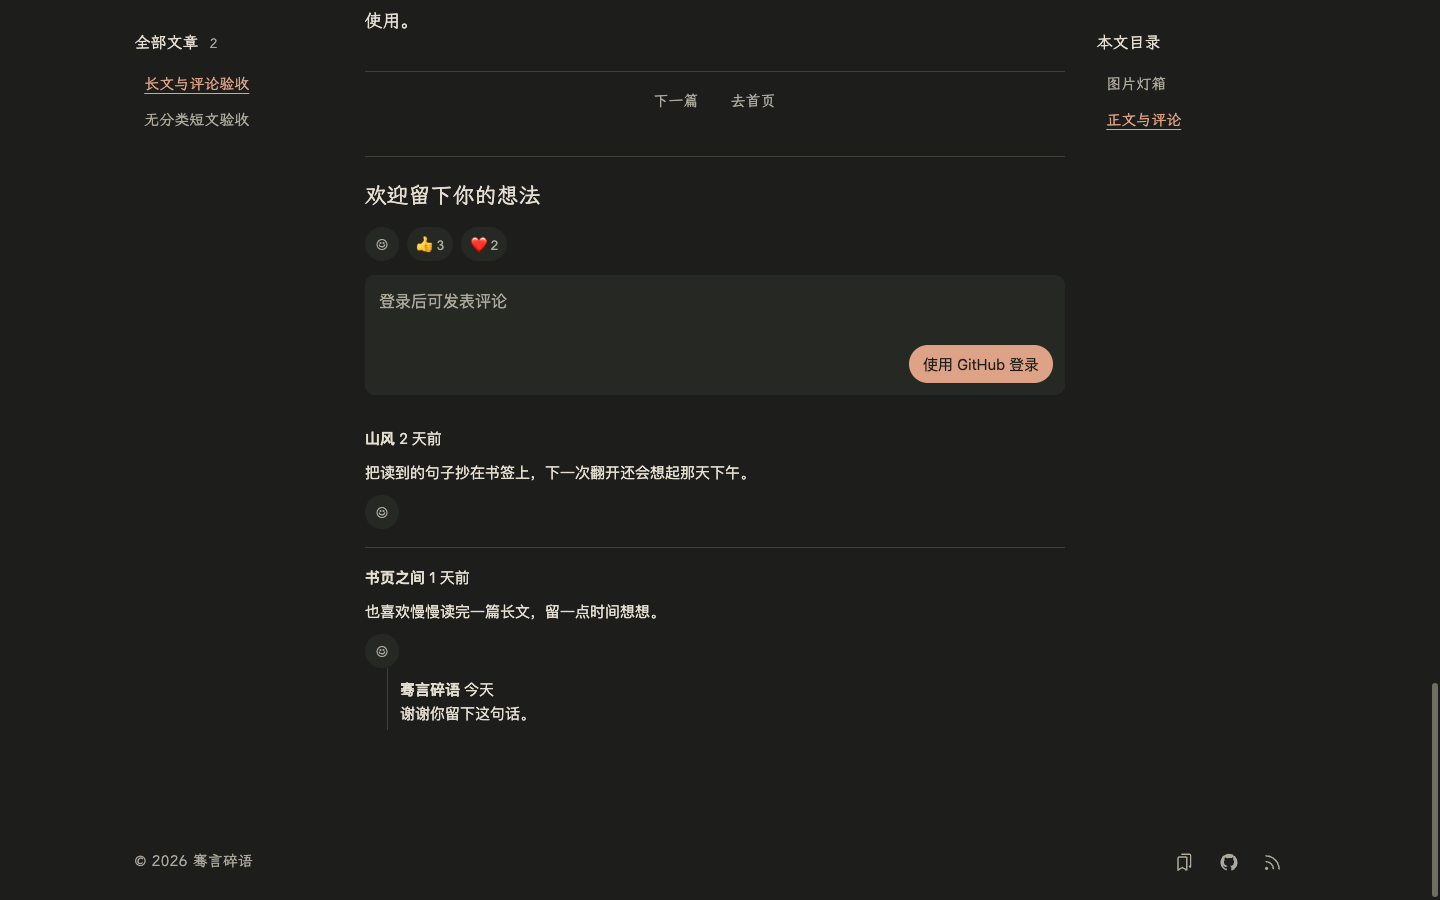 使用。
全部文章 2
长文与评论验收
无分类短文验收
本文目录
图片灯箱
正文与评论
下一篇 去首页
欢迎留下你的想法
👍 3 ❤️ 2
登录后可发表评论
使用 GitHub 登录
山风 2 天前
把读到的句子抄在书签上，下一次翻开还会想起那天下午。
书页之间 1 天前
也喜欢慢慢读完一篇长文，留一点时间想想。
骞言碎语 今天
谢谢你留下这句话。
© 2026 骞言碎语